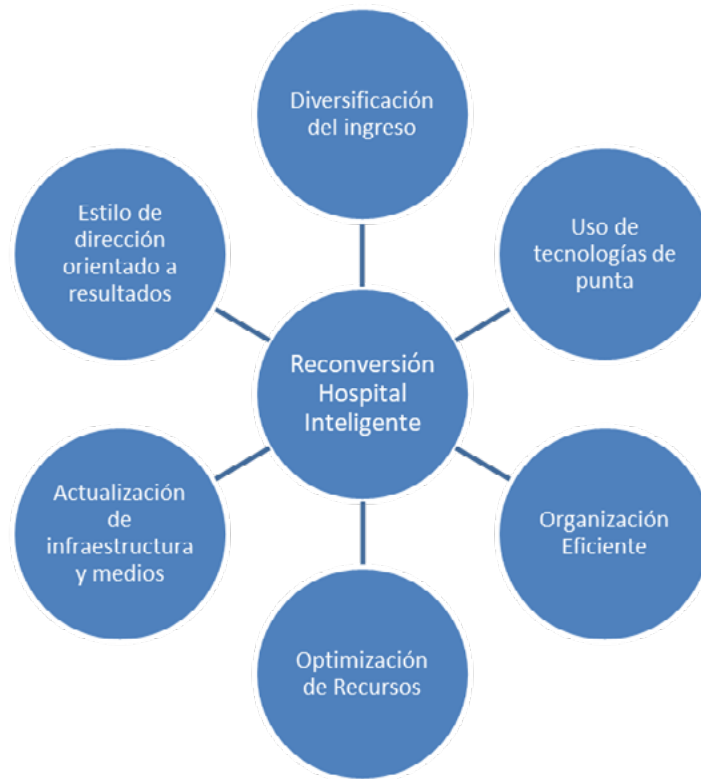 Diversificación
del ingreso
Uso de
tecnologías de
punta
Organización
Eficiente
Optimización
de Recursos
Actualización
de
infraestructura
y medios
Estilo de
dirección
orientado a
resultados
Reconversión
Hospital
Inteligente